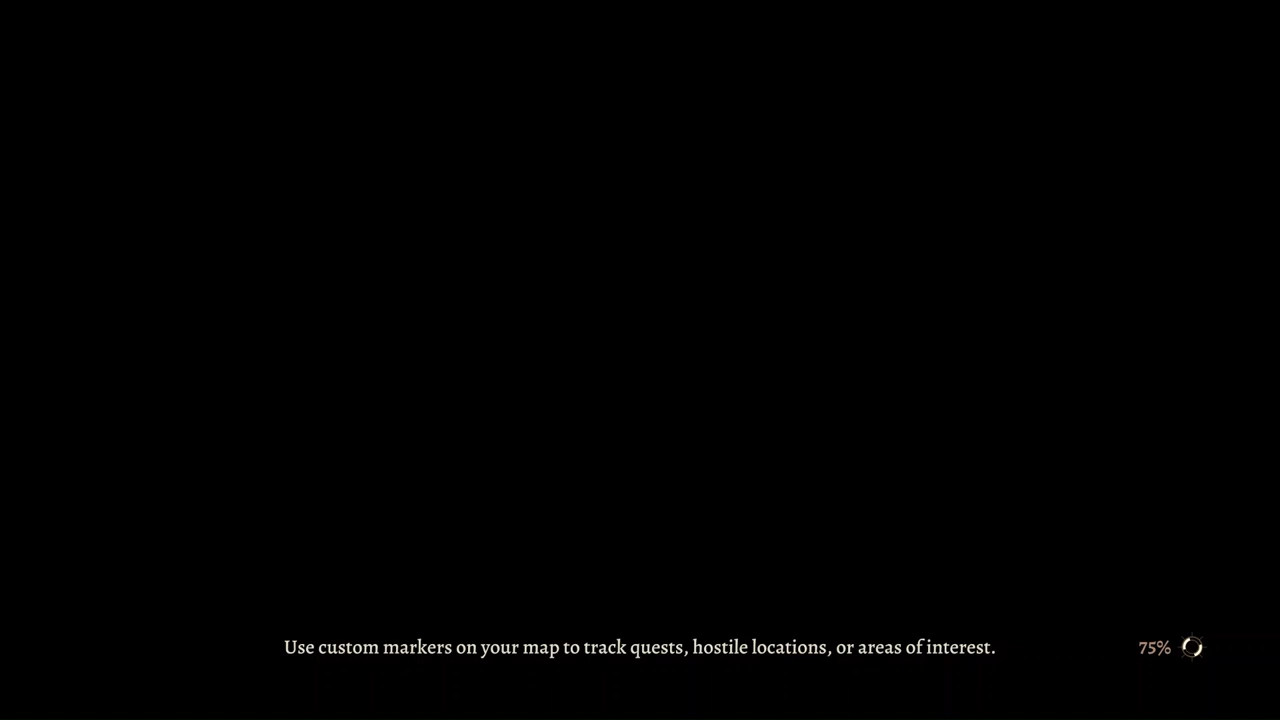 Use custom markers on your map to track quests, hostile locations, or areas of interest.
75%